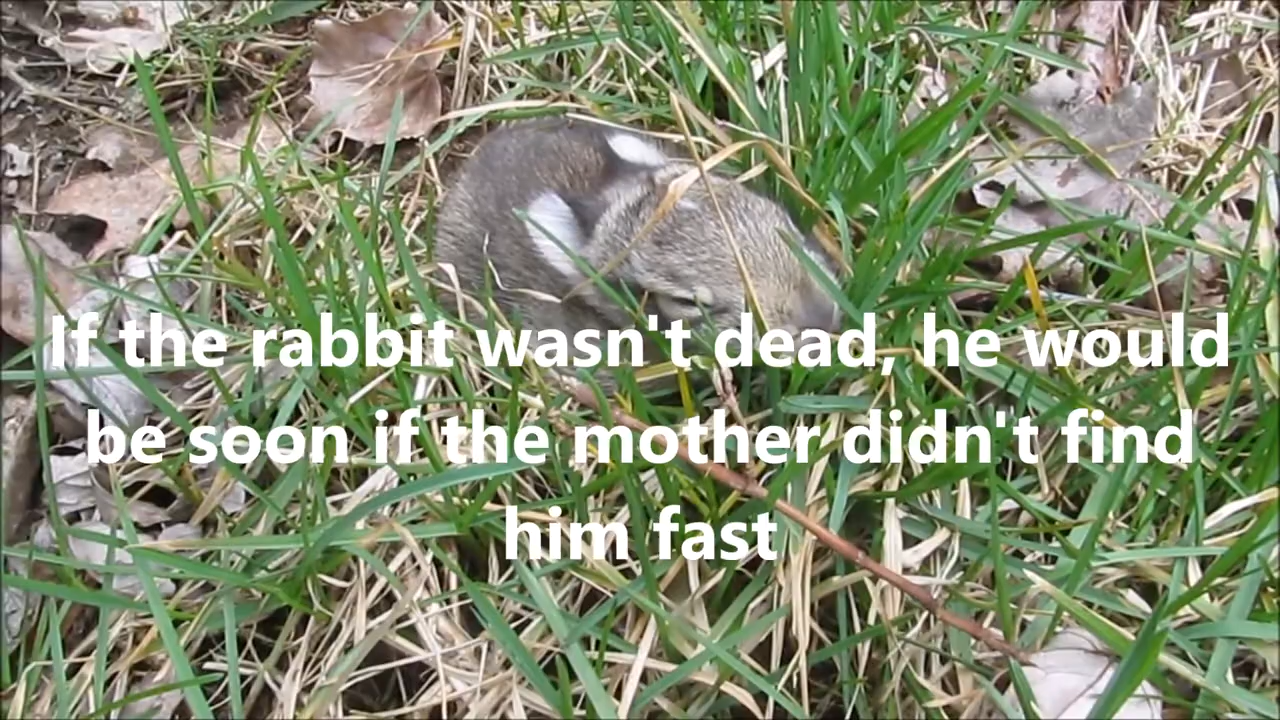 If the rabbit wasn't dead, he would
be soon if the mother didn't find
him fast